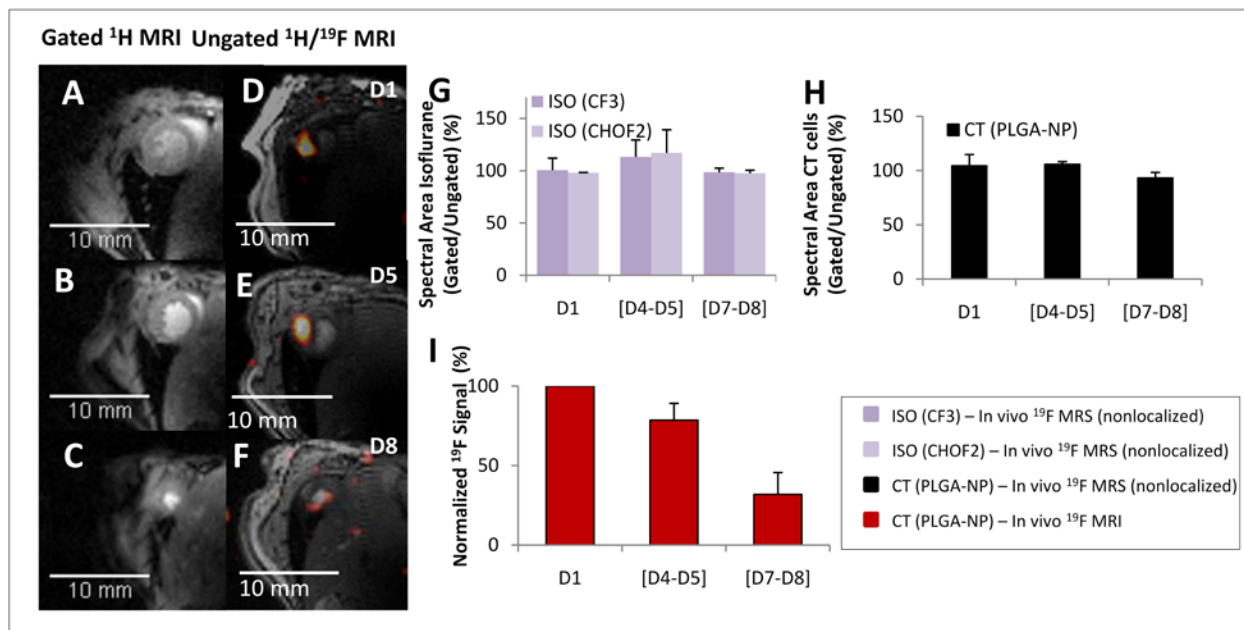 Gated ¹H MRI Ungated ¹H/¹⁹F MRI
A
D
D1
10 mm
10 mm
B
E
D5
10 mm
10 mm
C
F
D8
10 mm
10 mm
G
Spectral Area Isoflurane
(Gated/Ungated) (%)
ISO (CF3)
ISO (CHOF2)
150
100
50
0
D1
[D4-D5]
[D7-D8]
H
Spectral Area CT cells
(Gated/Ungated) (%)
CT (PLGA-NP)
150
100
50
0
D1
[D4-D5]
[D7-D8]
I
Normalized ¹⁹F Signal (%)
100
50
0
D1
[D4-D5]
[D7-D8]
ISO (CF3) – In vivo ¹⁹F MRS (nonlocalized)
ISO (CHOF2) – In vivo ¹⁹F MRS (nonlocalized)
CT (PLGA-NP) – In vivo ¹⁹F MRS (nonlocalized)
CT (PLGA-NP) – In vivo ¹⁹F MRI